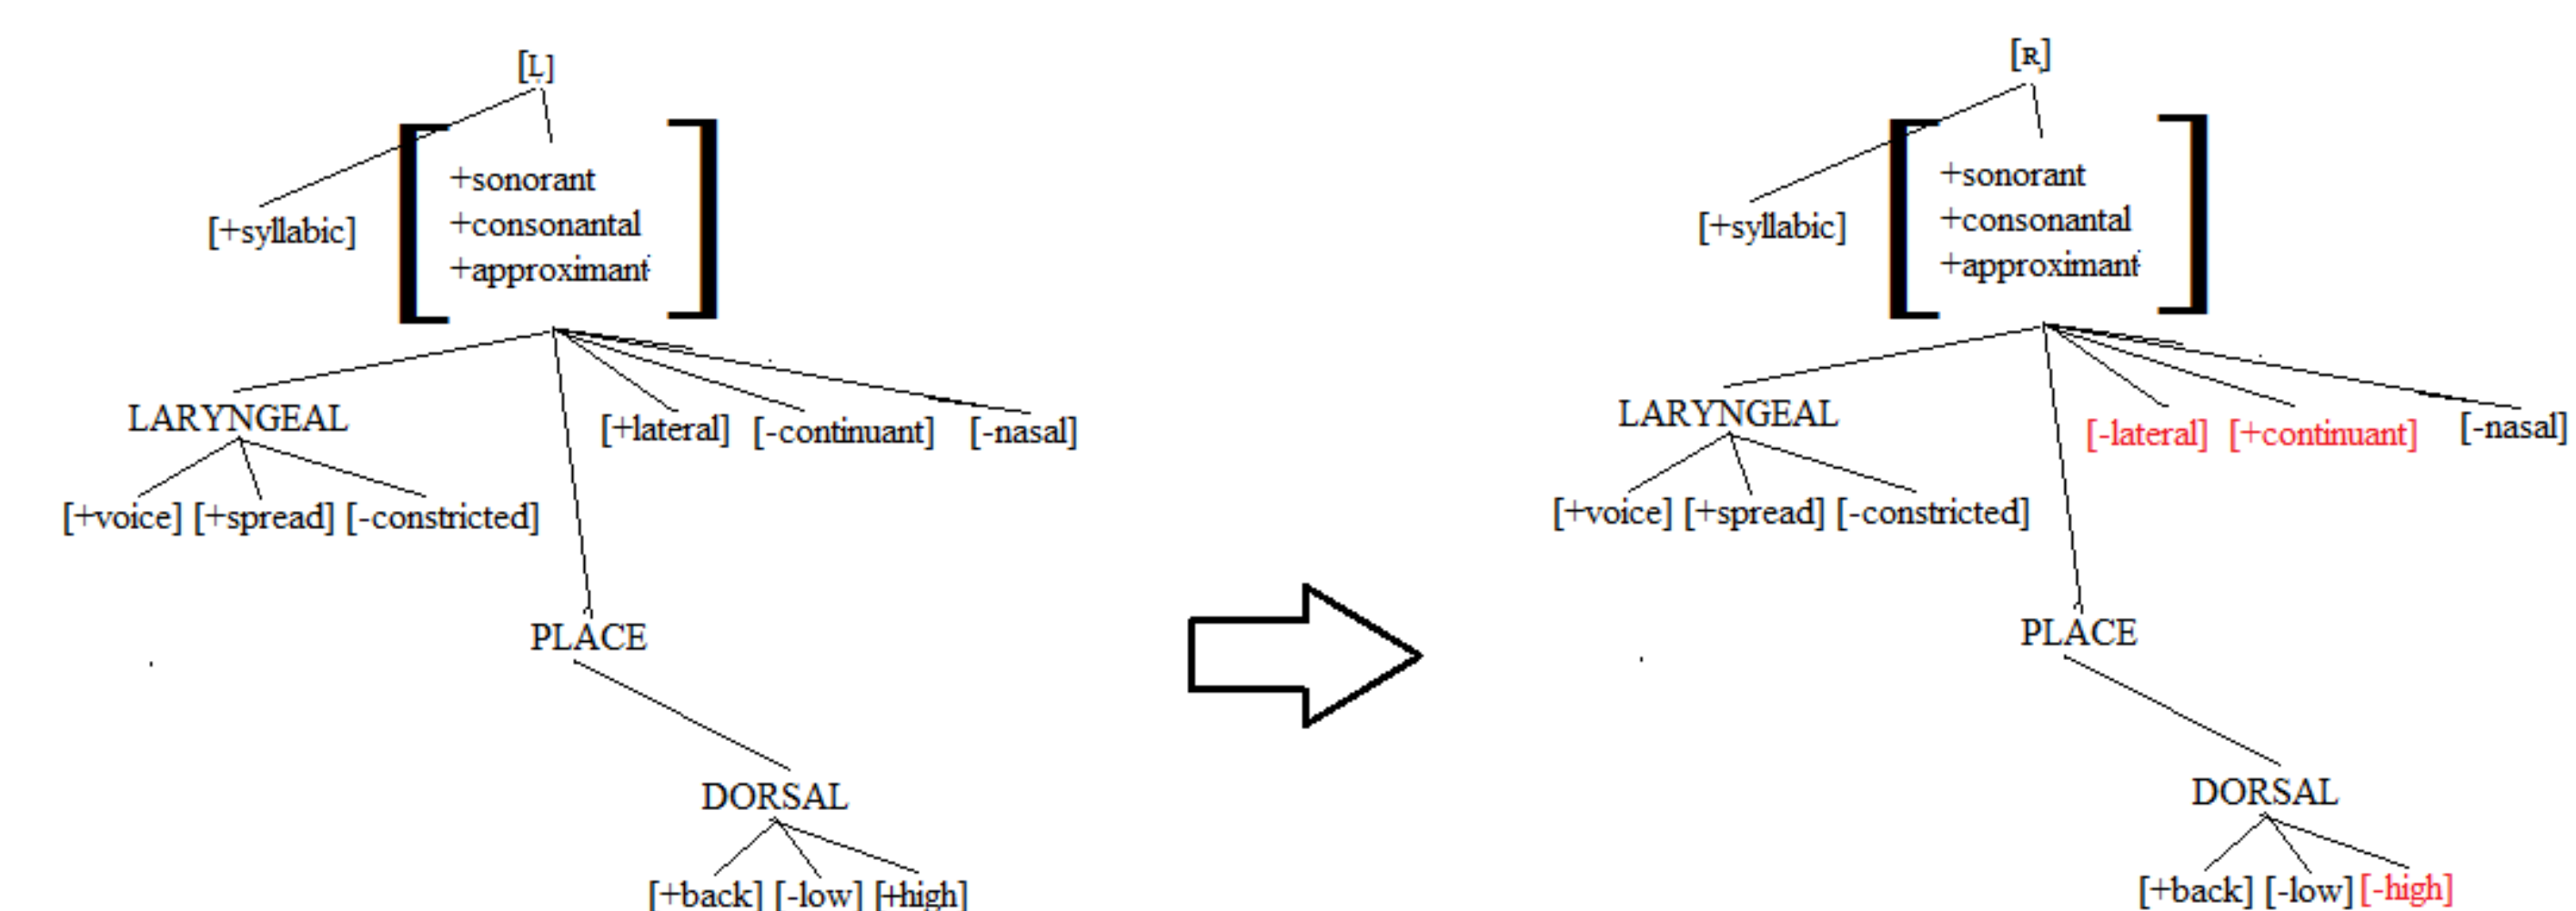 [ʟ]
+sonorant
[+syllabic]
+consonantal
+approximant
LARYNGEAL
[+lateral] [-continuant] [-nasal]
[+voice] [+spread] [-constricted]
PLACE
DORSAL
[+back] [-low] [+high]
[ʀ]
+sonorant
[+syllabic]
+consonantal
+approximant
LARYNGEAL
[-lateral] [+continuant] [-nasal]
[+voice] [+spread] [-constricted]
PLACE
DORSAL
[+back] [-low] [-high]